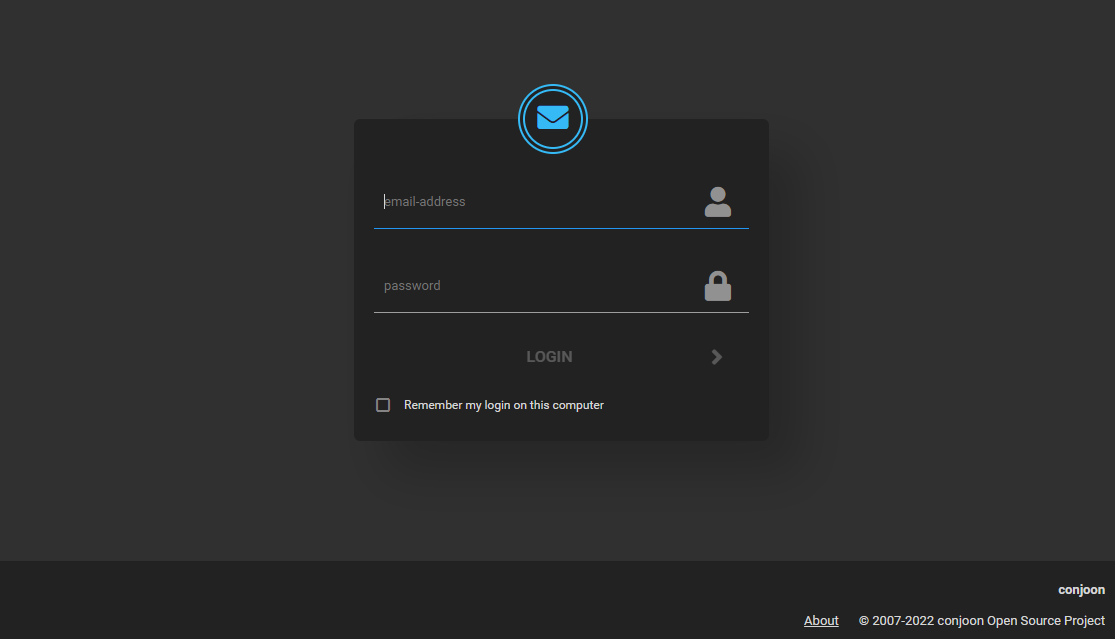 email-address
password
LOGIN
Remember my login on this computer
conjoon
About © 2007-2022 conjoon Open Source Project